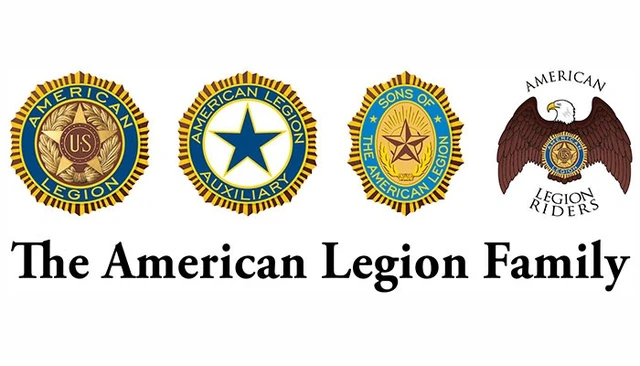 AMERICAN
U·S
LEGION
AMERICAN LEGION
AUXILIARY
SONS OF
THE AMERICAN LEGION
AMERICAN
LEGION
RIDERS
The American Legion Family